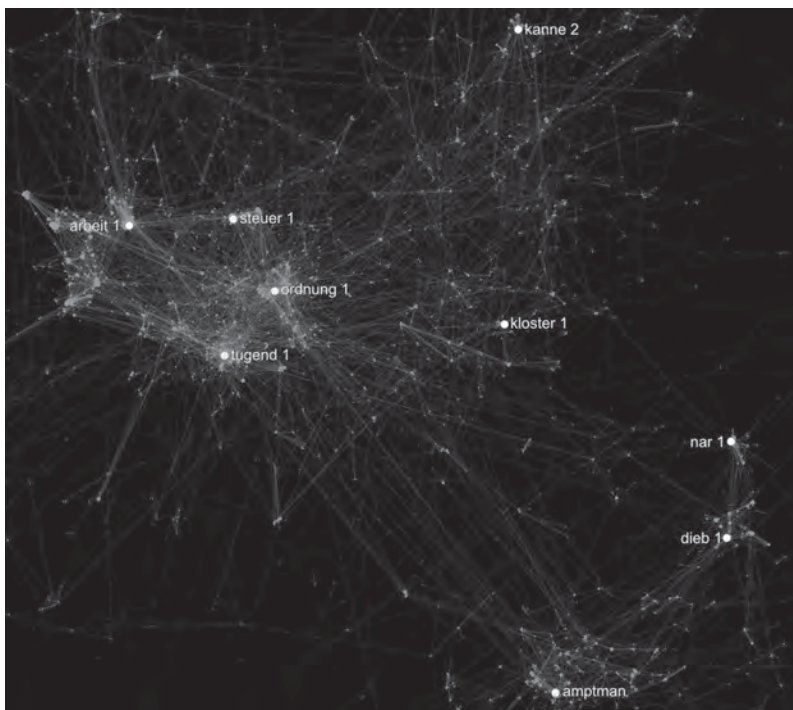 kanne 2
arbeit 1
steuer 1
ordnung 1
kloster 1
tugend 1
nar 1
dieb 1
amptman